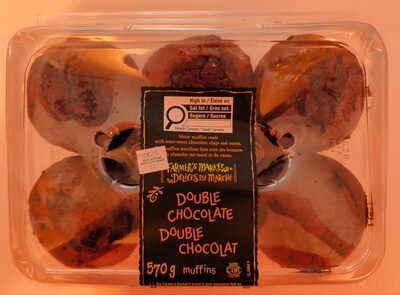 High in / Élevé en
Sat fat / Gras sat.
Sugars / Sucres
Health Canada / Santé Canada
Moist muffins made
with semi-sweet chocolate chips and cocoa.
Muffins moelleux faits avec des brisures
de chocolat mi-sucré et du cacao.
FARMER'S MARKET
DÉLICES DU MARCHÉ
DOUBLE
CHOCOLATE
DOUBLE
CHOCOLAT
570 g muffins
COR